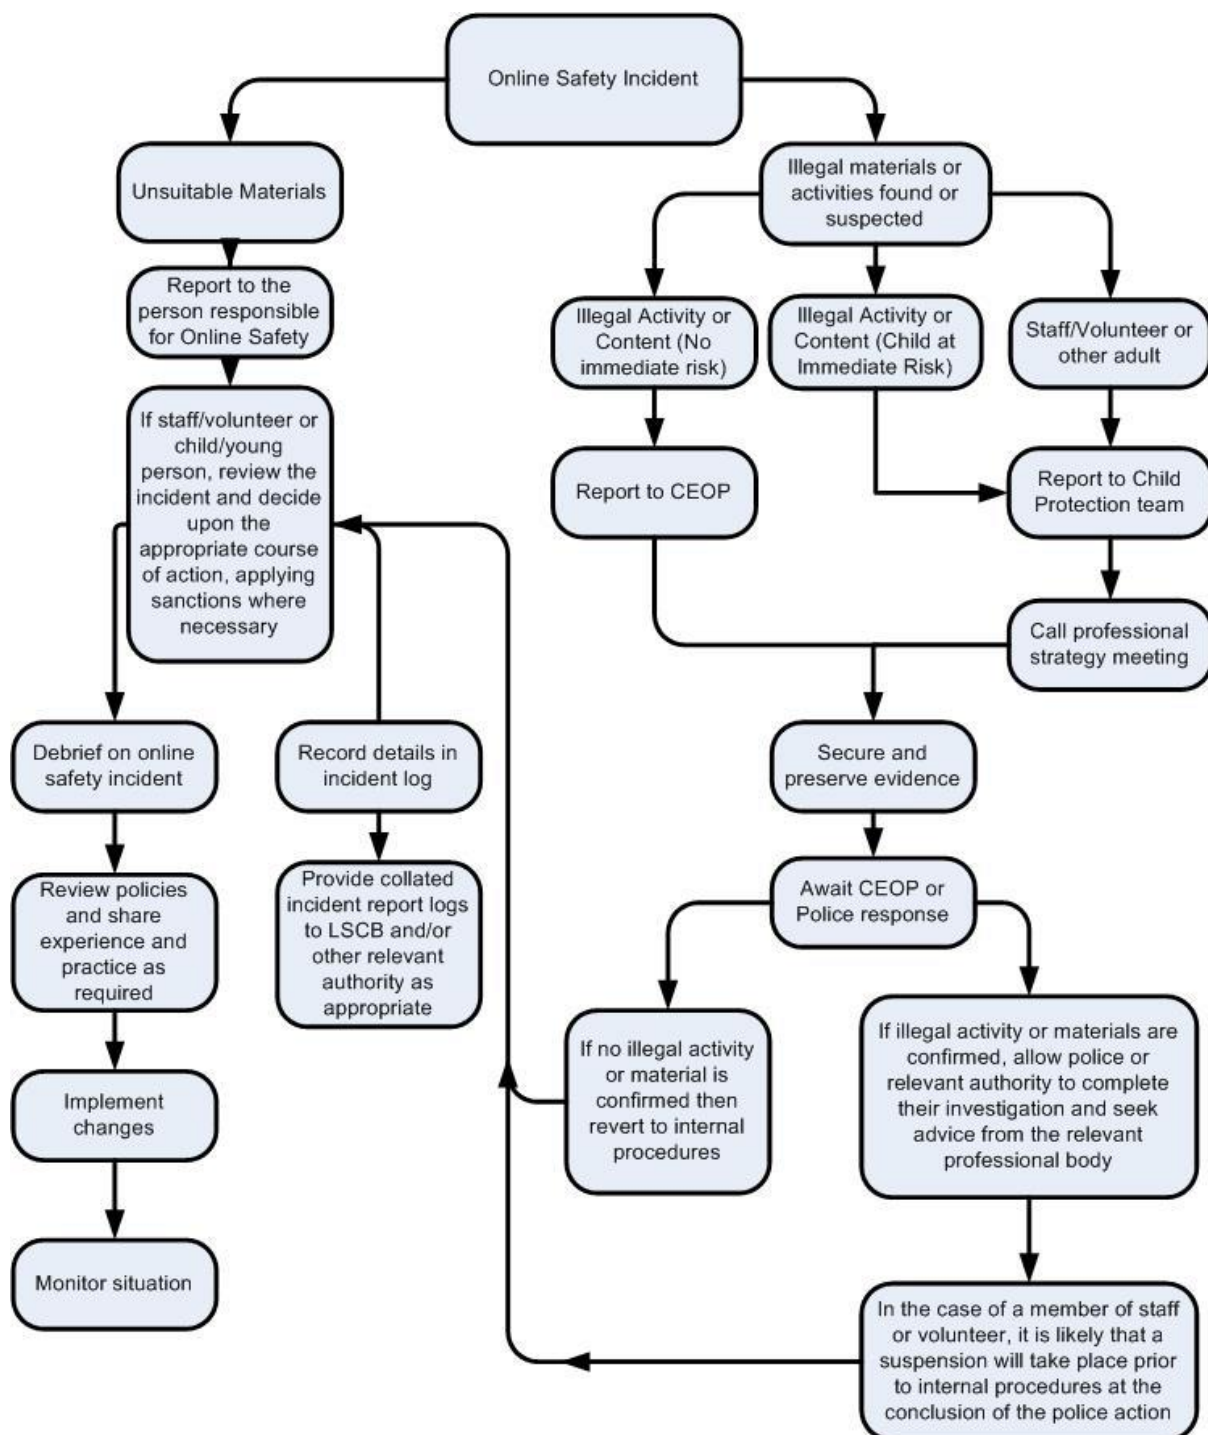 Online Safety Incident
Unsuitable Materials
Report to the
person responsible
for Online Safety
If staff/volunteer or
child/young
person, review the
incident and decide
upon the
appropriate course
of action, applying
sanctions where
necessary
Debrief on online
safety incident
Review policies
and share
experience and
practice as
required
Implement
changes
Monitor situation
Record details in
incident log
Provide collated
incident report logs
to LSCB and/or
other relevant
authority as
appropriate
Illegal materials or
activities found or
suspected
Illegal Activity or
Content (No
immediate risk)
Illegal Activity or
Content (Child at
Immediate Risk)
Staff/Volunteer or
other adult
Report to CEOP
Report to Child
Protection team
Call professional
strategy meeting
Secure and
preserve evidence
Await CEOP or
Police response
If no illegal activity
or material is
confirmed then
revert to internal
procedures
If illegal activity or materials are
confirmed, allow police or
relevant authority to complete
their investigation and seek
advice from the relevant
professional body
In the case of a member of staff
or volunteer, it is likely that a
suspension will take place prior
to internal procedures at the
conclusion of the police action